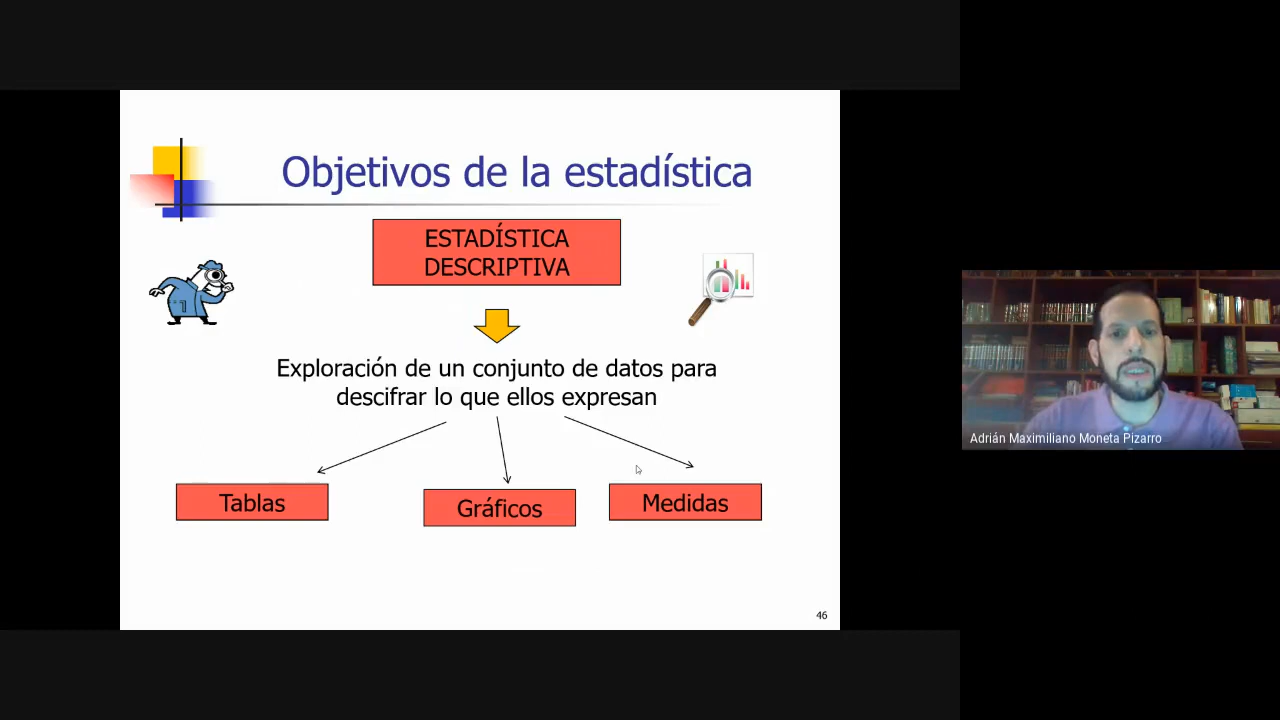 Objetivos de la estadística
ESTADÍSTICA
DESCRIPTIVA
Exploración de un conjunto de datos para
descifrar lo que ellos expresan
Tablas
Gráficos
Medidas
46
Adrián Maximiliano Moneta Pizarro